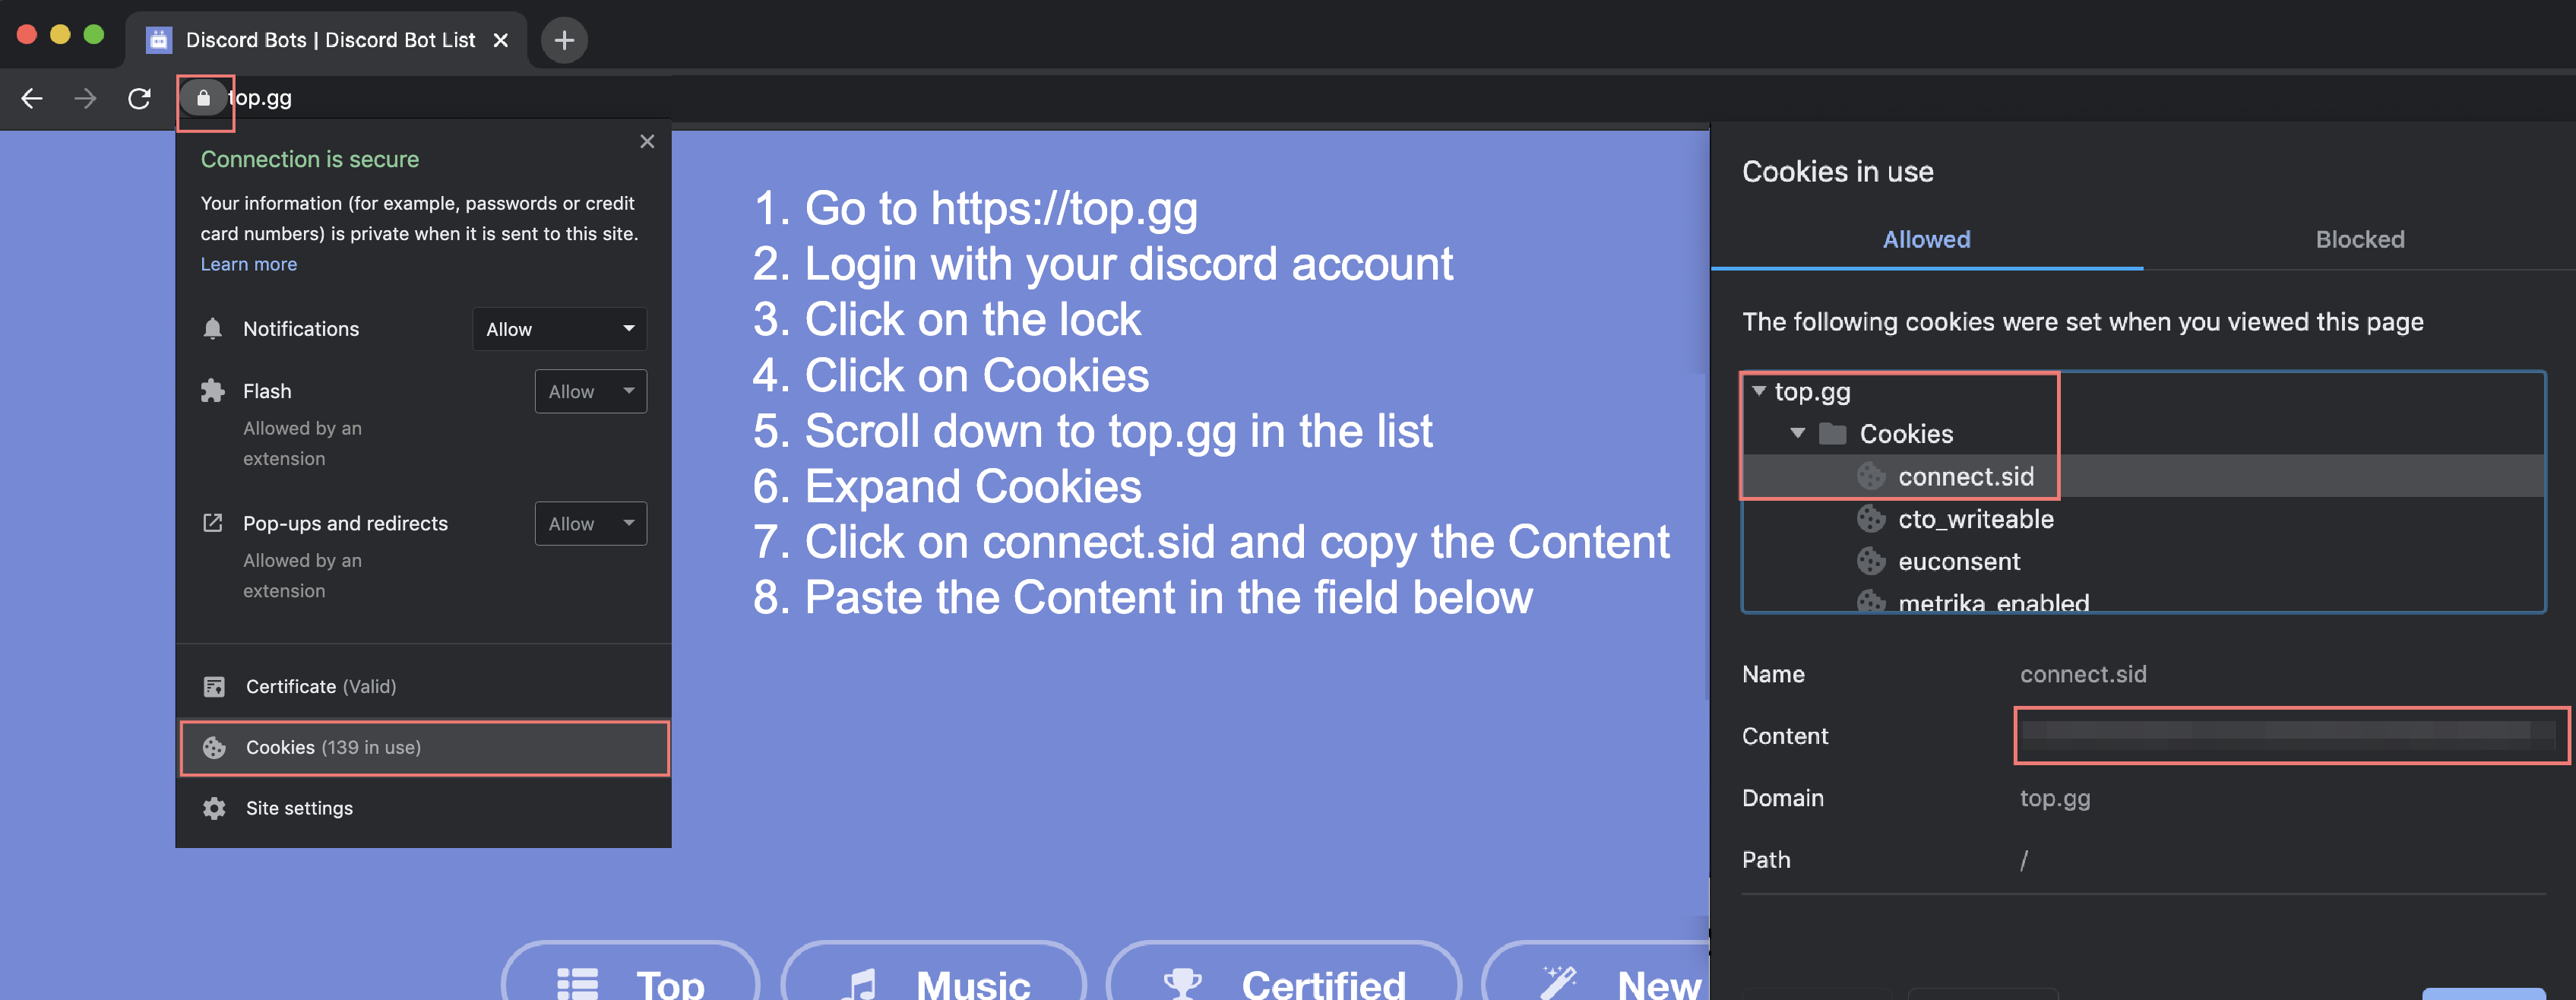 Discord Bots | Discord Bot List
top.gg
Connection is secure
Your information (for example, passwords or credit
card numbers) is private when it is sent to this site.
Learn more
Notifications
Allow
Flash
Allow
Allowed by an
extension
Pop-ups and redirects
Allow
Allowed by an
extension
Certificate (Valid)
Cookies (139 in use)
Site settings
1. Go to https://top.gg
2. Login with your discord account
3. Click on the lock
4. Click on Cookies
5. Scroll down to top.gg in the list
6. Expand Cookies
7. Click on connect.sid and copy the Content
8. Paste the Content in the field below
Top
Music
Certified
New
Cookies in use
Allowed
Blocked
The following cookies were set when you viewed this page
top.gg
Cookies
connect.sid
cto_writeable
euconsent
metrika_enabled
Name
connect.sid
Content
Domain
top.gg
Path
/